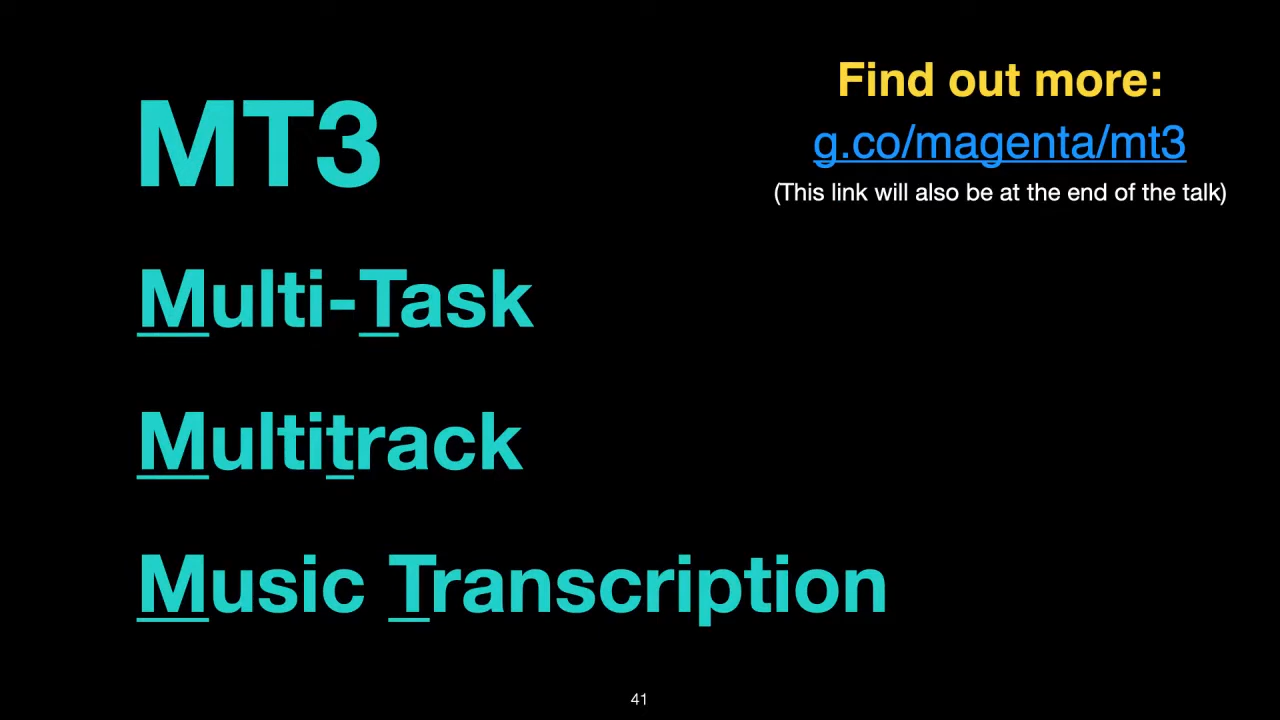 MT3
Multi-Task
Multitrack
Music Transcription
Find out more:
g.co/magenta/mt3
(This link will also be at the end of the talk)
41